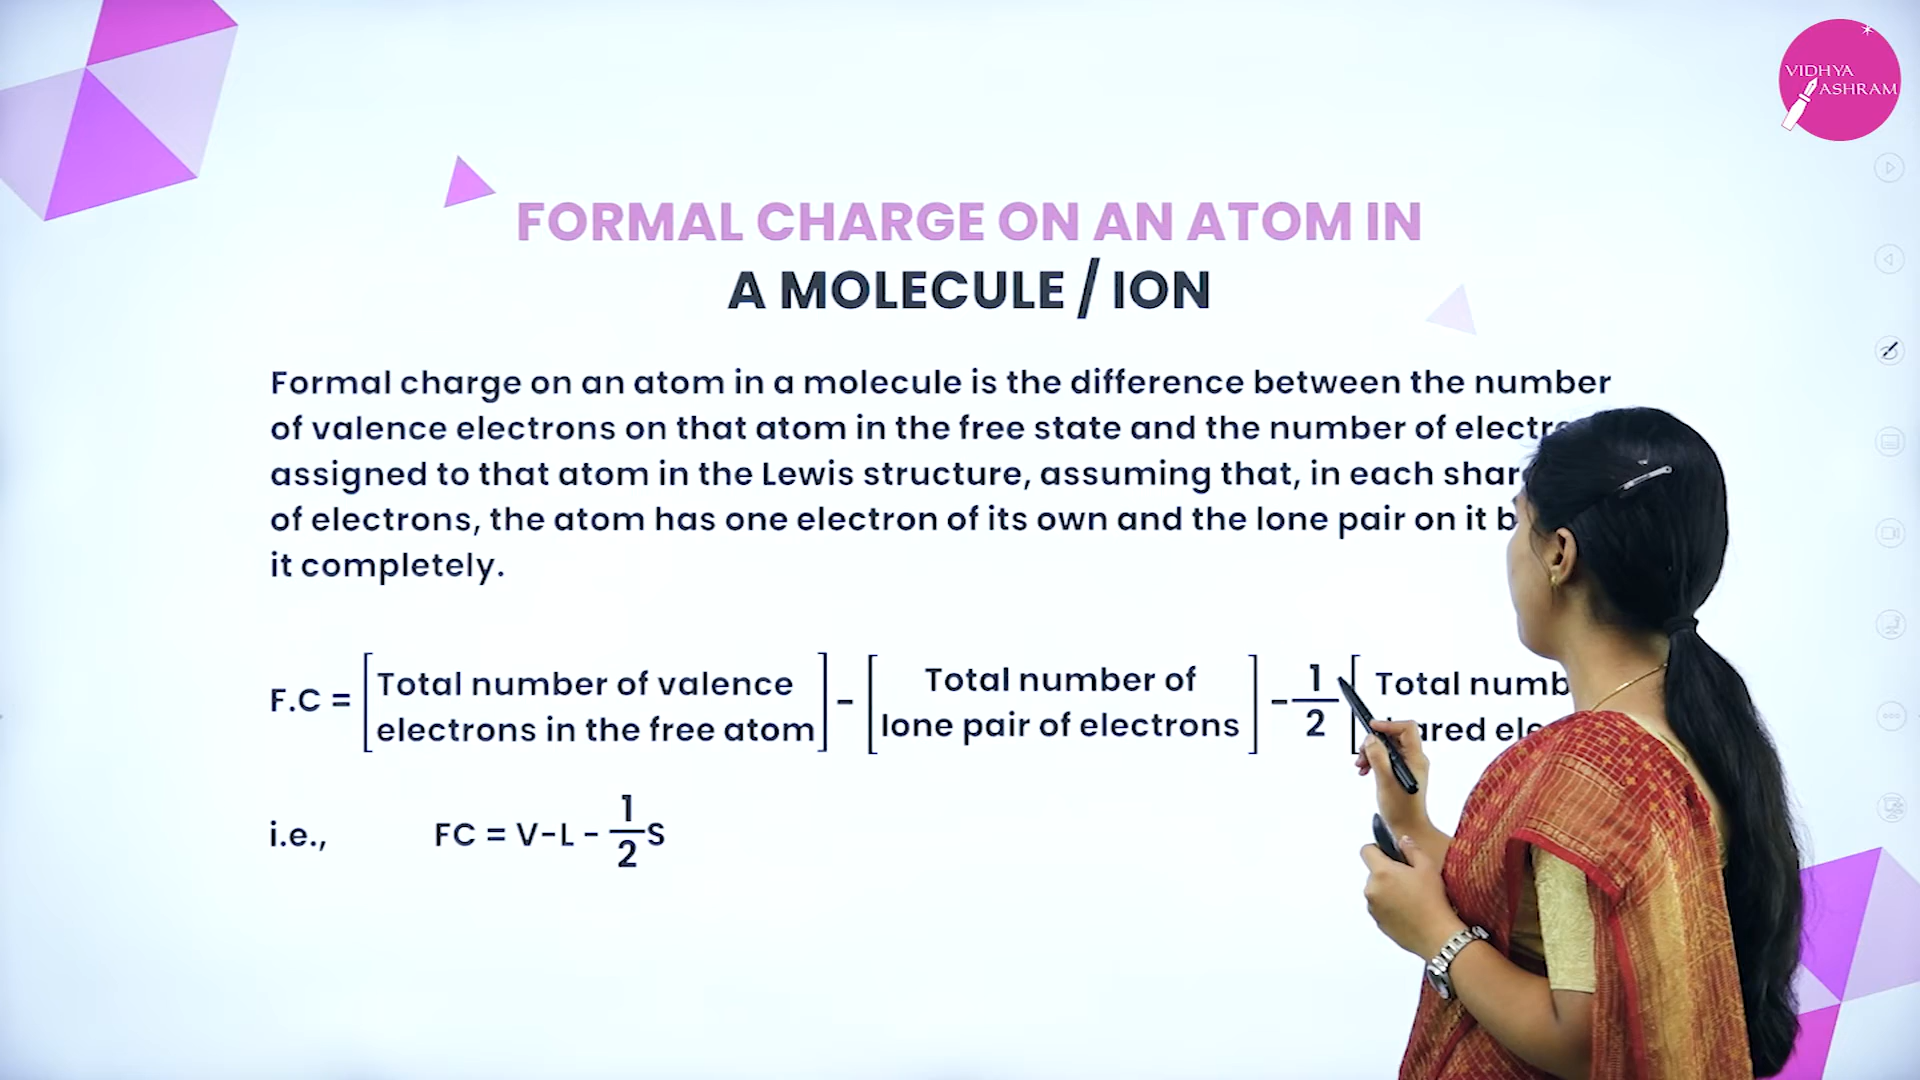 VIDHYA
ASHRAM
FORMAL CHARGE ON AN ATOM IN
A MOLECULE / ION
Formal charge on an atom in a molecule is the difference between the number
of valence electrons on that atom in the free state and the number of
assigned to that atom in the Lewis structure, assuming that, in each
of electrons, the atom has one electron of its own and the lone pair on it
it completely.
F.C = [Total number of valence electrons in the free atom] - [Total number of lone pair of electrons] - 1/2 [Total
i.e., FC = V-L - 1/2 S